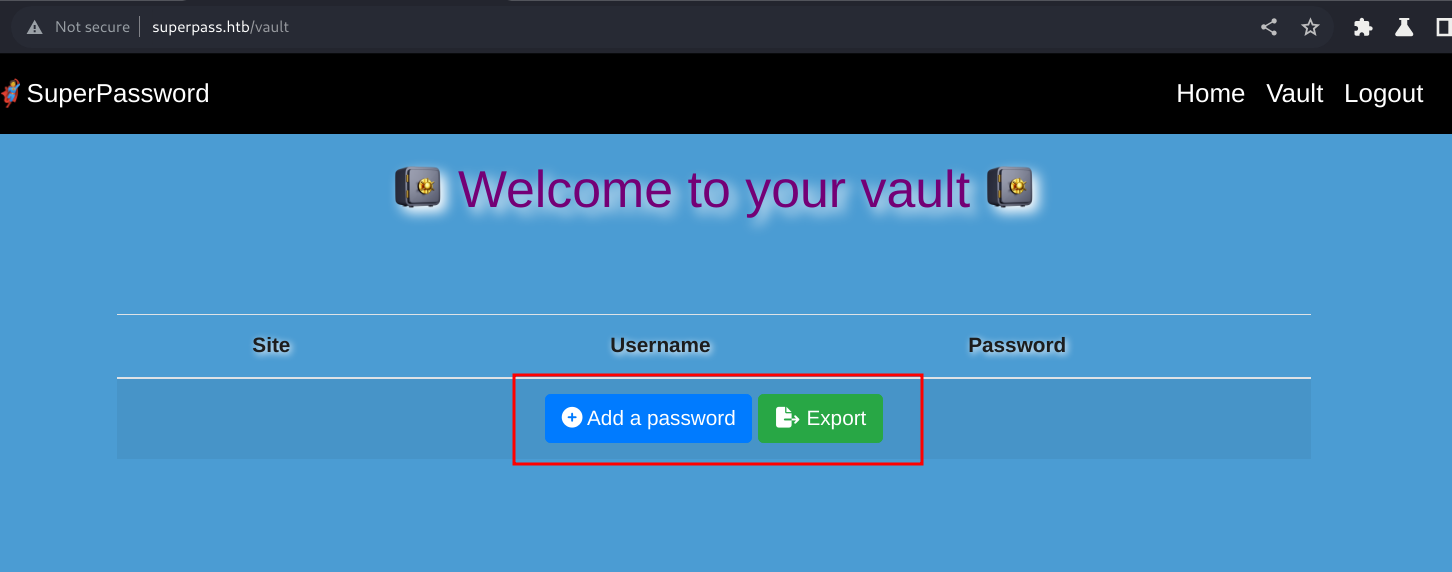 Not secure superpass.htb/vault
SuperPassword Home Vault Logout
Welcome to your vault
Site Username Password
Add a password Export